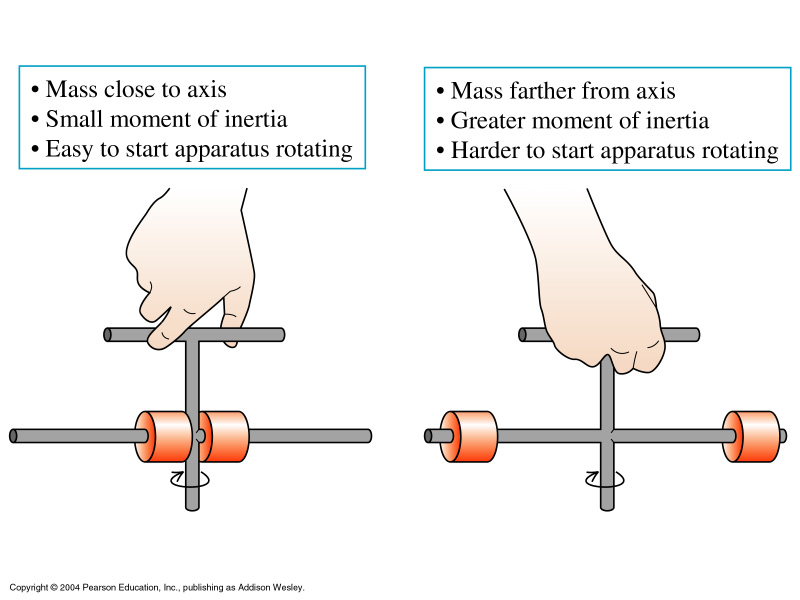 • Mass close to axis
• Small moment of inertia
• Easy to start apparatus rotating
• Mass farther from axis
• Greater moment of inertia
• Harder to start apparatus rotating
Copyright © 2004 Pearson Education, Inc., publishing as Addison Wesley.